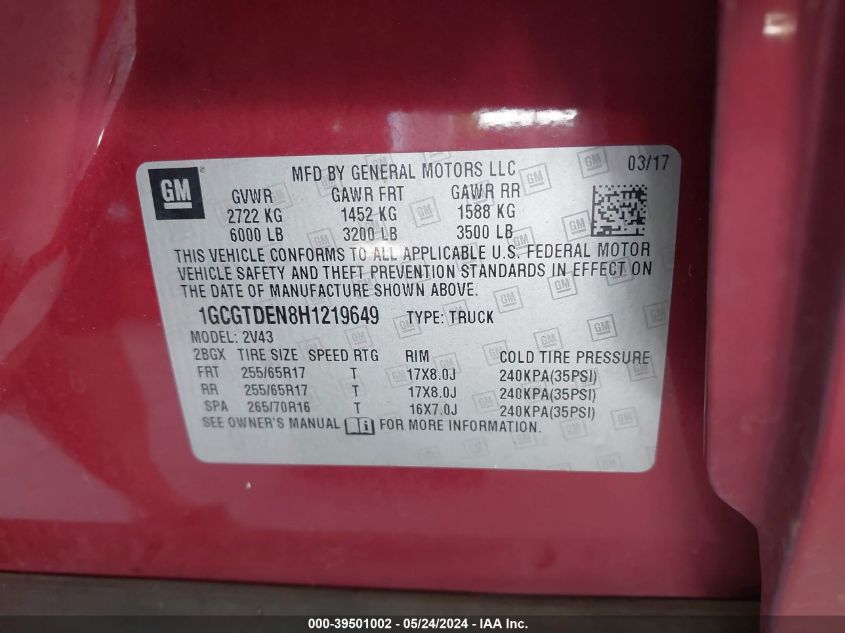 GM
MFD BY GENERAL MOTORS LLC 03/17
GVWR GAWR FRT GAWR RR
2722 KG 1452 KG 1588 KG
6000 LB 3200 LB 3500 LB
THIS VEHICLE CONFORMS TO ALL APPLICABLE U.S. FEDERAL MOTOR
VEHICLE SAFETY AND THEFT PREVENTION STANDARDS IN EFFECT ON
THE DATE OF MANUFACTURE SHOWN ABOVE.
1GCGTDEN8H1219649 TYPE: TRUCK
MODEL: 2V43
2BGX TIRE SIZE SPEED RTG RIM COLD TIRE PRESSURE
FRT 255/65R17 T 17X8.0J 240KPA(35PSI)
RR 255/65R17 T 17X8.0J 240KPA(35PSI)
SPA 265/70R16 T 16X7.0J 240KPA(35PSI)
SEE OWNER'S MANUAL FOR MORE INFORMATION.
000-39501002 - 05/24/2024 - IAA Inc.